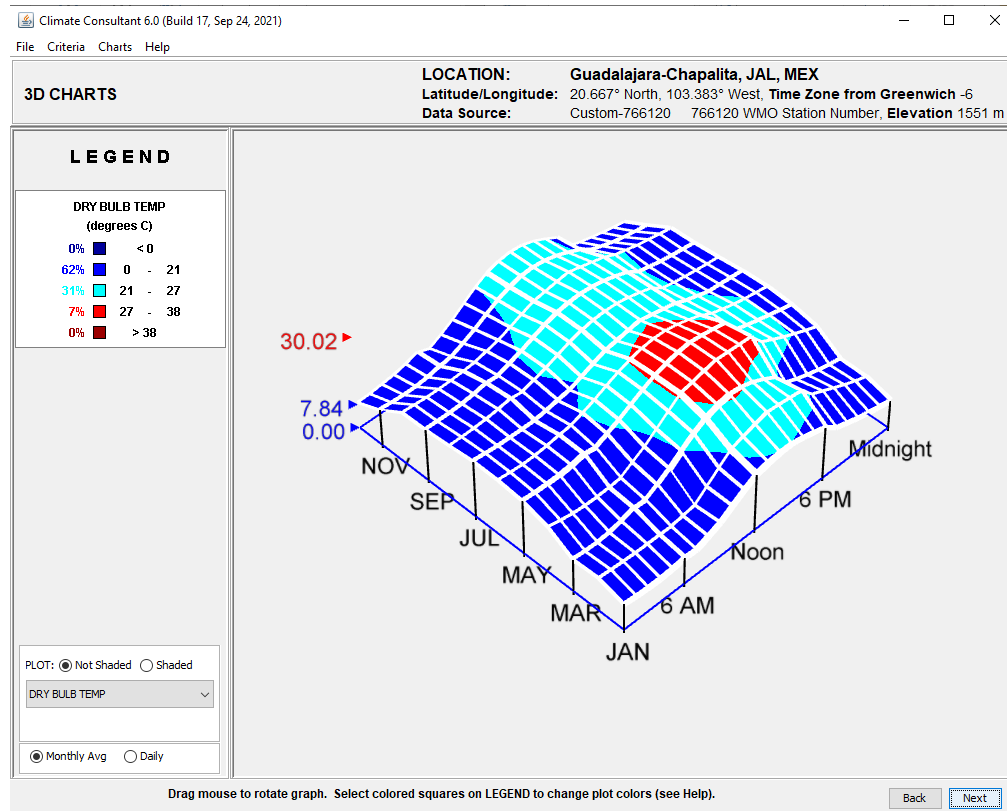 Climate Consultant 6.0 (Build 17, Sep 24, 2021)
File Criteria Charts Help
3D CHARTS
LOCATION: Guadalajara-Chapalita, JAL, MEX
Latitude/Longitude: 20.667° North, 103.383° West, Time Zone from Greenwich -6
Data Source: Custom-766120 766120 WMO Station Number, Elevation 1551 m
LEGEND
DRY BULB TEMP
(degrees C)
0% < 0
62% 0 - 21
31% 21 - 27
7% 27 - 38
0% > 38
30.02
7.84
0.00
NOV
SEP
JUL
MAY
MAR
JAN
6 AM
Noon
6 PM
Midnight
PLOT: Not Shaded Shaded
DRY BULB TEMP
Monthly Avg Daily
Drag mouse to rotate graph. Select colored squares on LEGEND to change plot colors (see Help).
Back Next